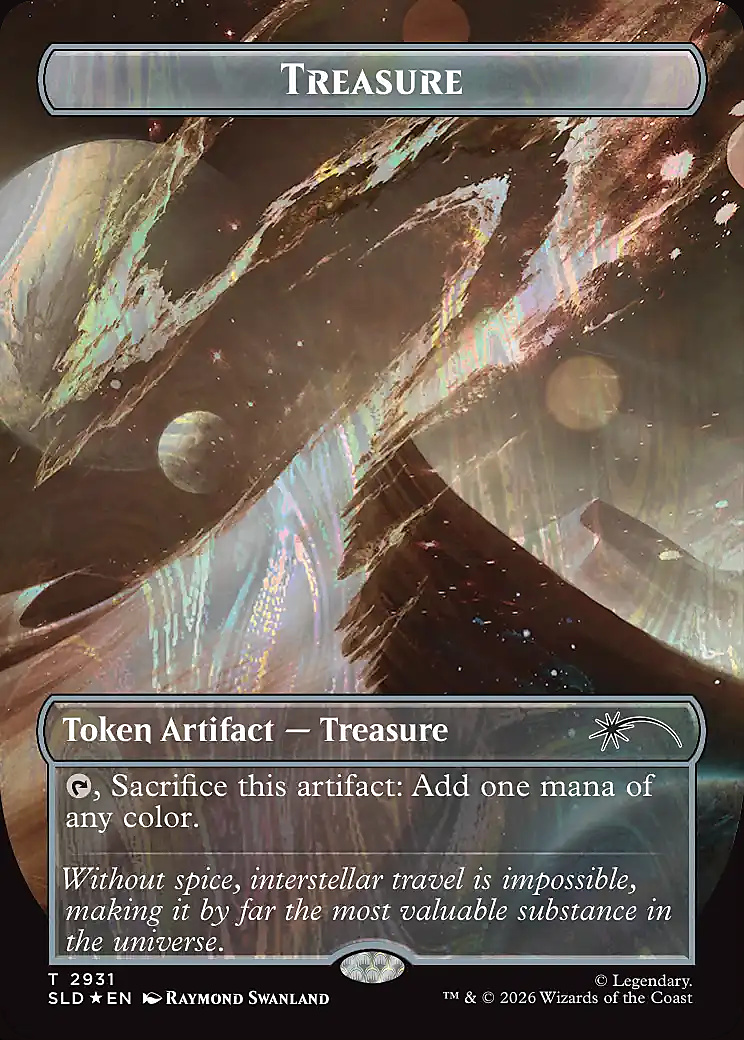 Treasure
Token Artifact — Treasure
, Sacrifice this artifact: Add one mana of
any color.
Without spice, interstellar travel is impossible,
making it by far the most valuable substance in
the universe.
T 2931
SLD ★ EN Raymond Swanland
© Legendary.
™ & © 2026 Wizards of the Coast